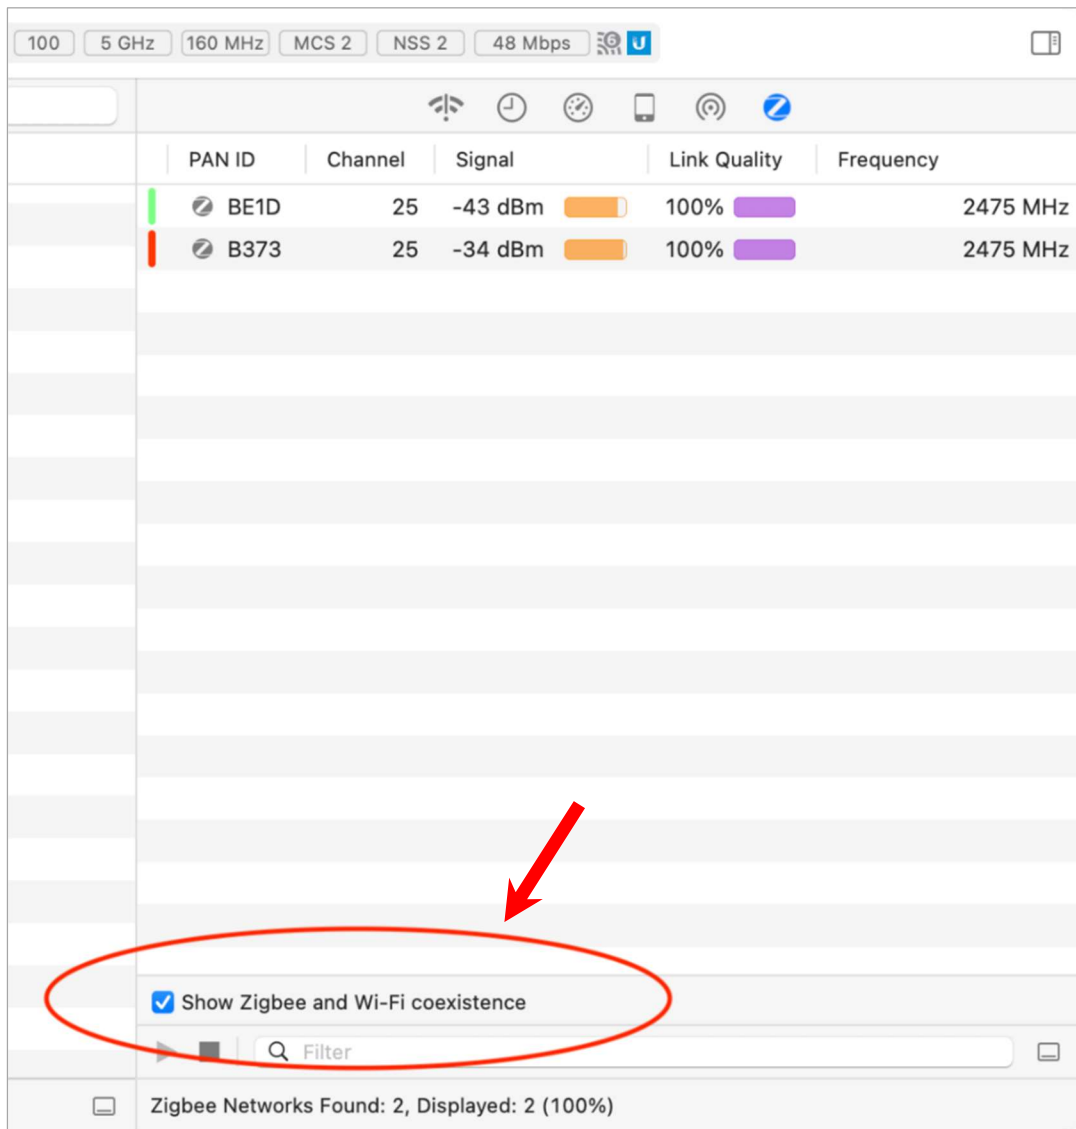 100 5 GHz 160 MHz MCS 2 NSS 2 48 Mbps 6 U
PAN ID Channel Signal Link Quality Frequency
BE1D 25 -43 dBm 100% 2475 MHz
B373 25 -34 dBm 100% 2475 MHz
Show Zigbee and Wi-Fi coexistence
Filter
Zigbee Networks Found: 2, Displayed: 2 (100%)